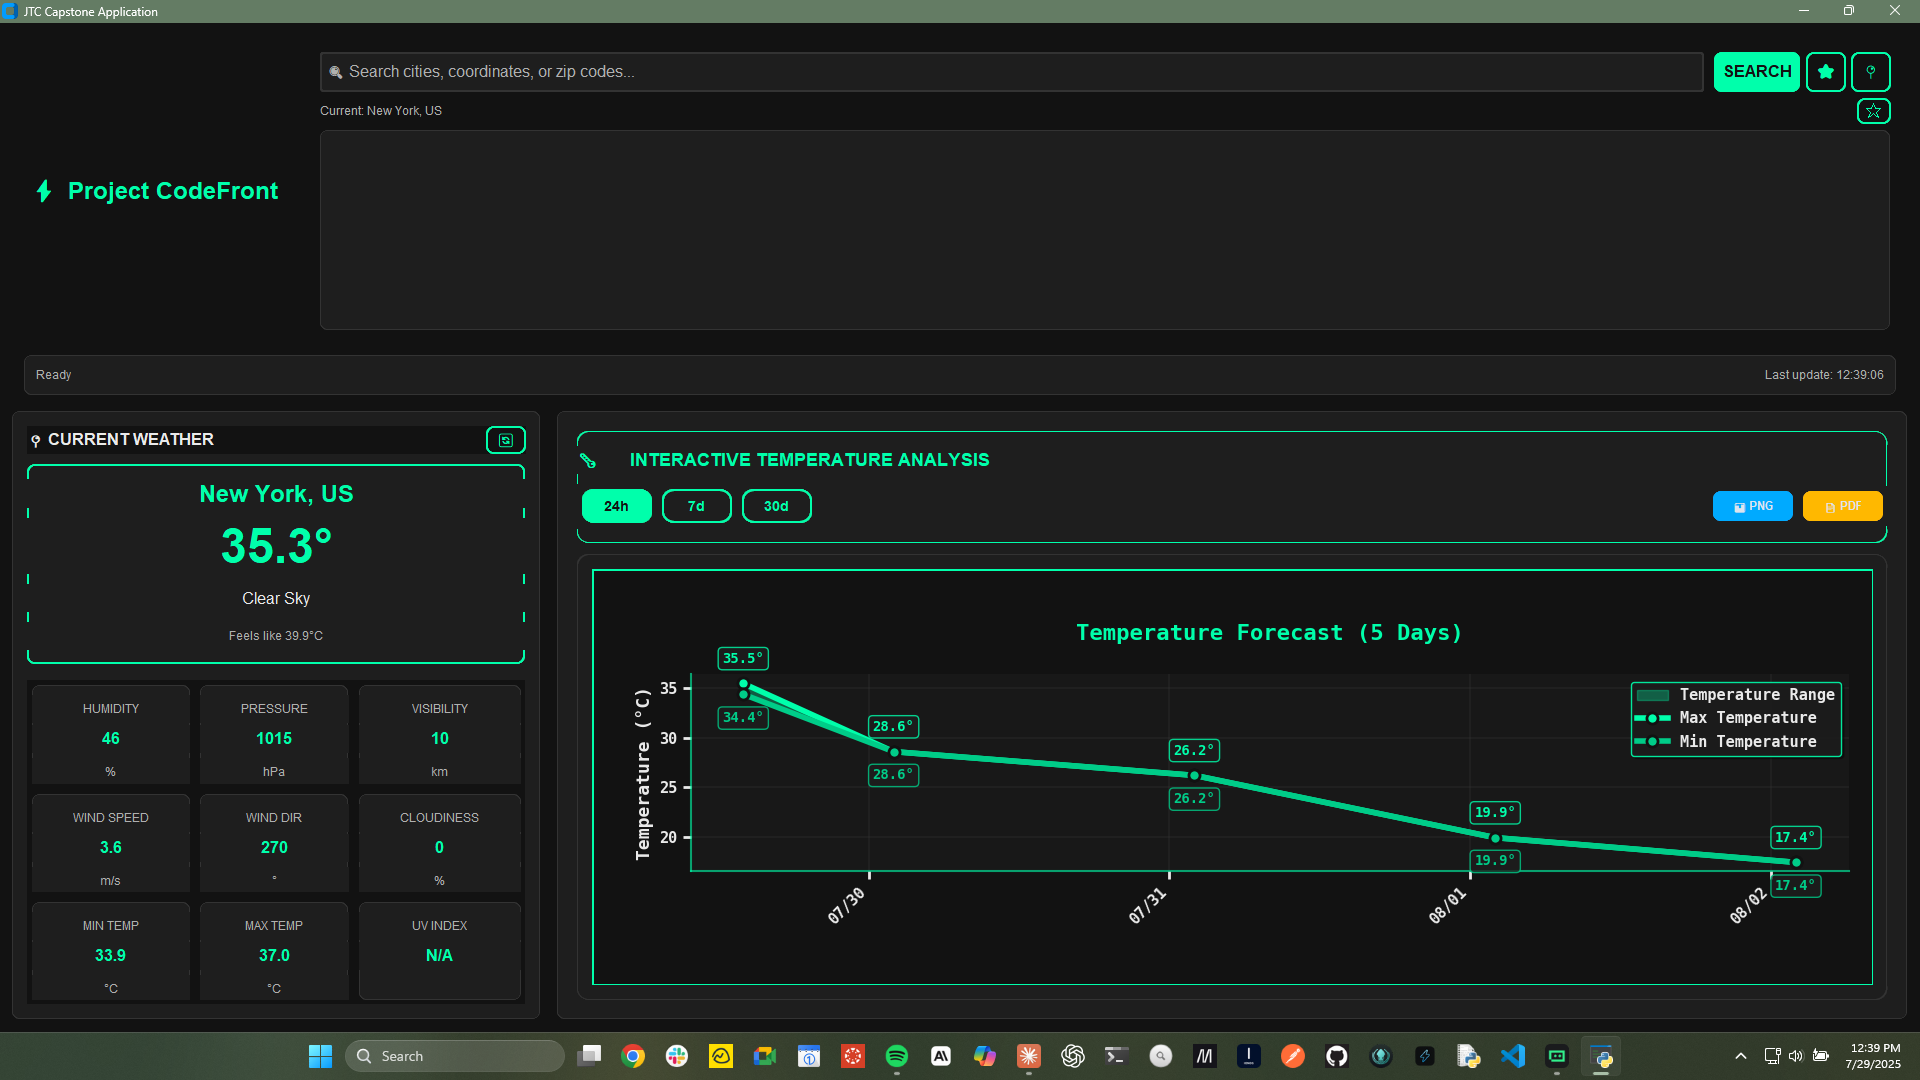 JTC Capstone Application
Search cities, coordinates, or zip codes...
SEARCH
Current: New York, US
Project CodeFront
Ready
Last update: 12:39:06
CURRENT WEATHER
New York, US
35.3°
Clear Sky
Feels like 39.9°C
HUMIDITY
46
%
PRESSURE
1015
hPa
VISIBILITY
10
km
WIND SPEED
3.6
m/s
WIND DIR
270
°
CLOUDINESS
0
%
MIN TEMP
33.9
°C
MAX TEMP
37.0
°C
UV INDEX
N/A
INTERACTIVE TEMPERATURE ANALYSIS
24h
7d
30d
PNG
PDF
Temperature Forecast (5 Days)
Temperature (°C)
35
30
25
20
35.5°
34.4°
28.6°
28.6°
26.2°
26.2°
19.9°
19.9°
17.4°
17.4°
Temperature Range
Max Temperature
Min Temperature
07/30
07/31
08/01
08/02
Search
12:39 PM
7/29/2025